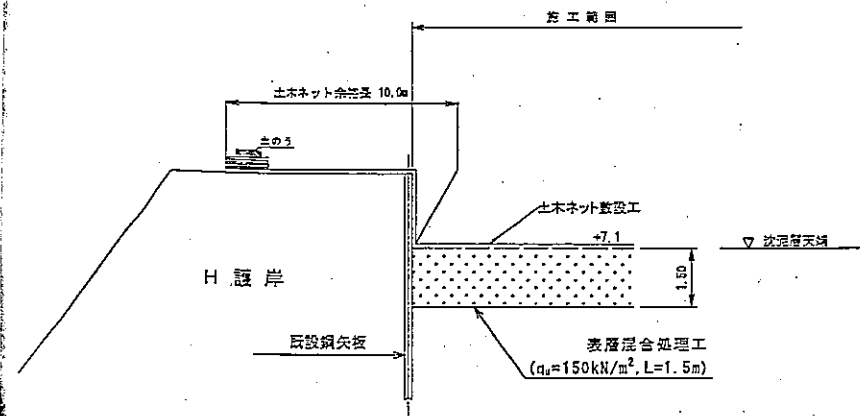 施工範囲
土木ネット余裕長 10.0m
土のう
土木ネット敷設工
+7.1
沈泥層天端
H 護岸
1.50
既設鋼矢板
表層混合処理工
(qu=150kN/m², L=1.5m)